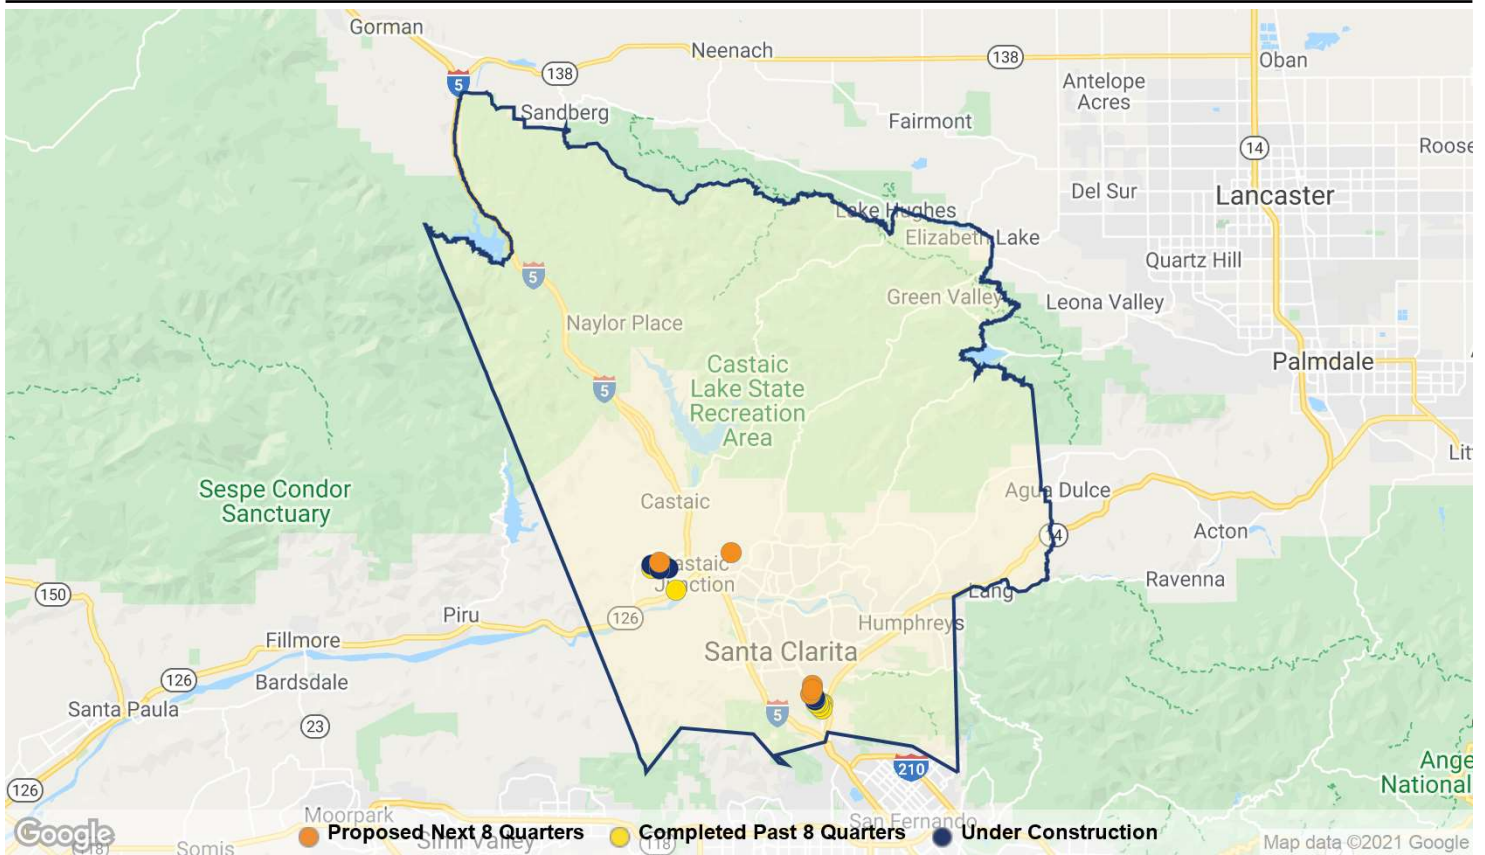 Gorman
Neenach
138
5
138
Oban
Antelope
Acres
Sandberg
Fairmont
14
Roose
Del Sur
Lancaster
Lake Hughes
Elizabeth Lake
Quartz Hill
5
Green Valley
Leona Valley
Naylor Place
Palmdale
Castaic
Lake State
Recreation
Area
5
Lit
Sespe Condor
Sanctuary
Castaic
Agua Dulce
14
Acton
astaic
Junction
Ravenna
150
Lang
Piru
126
Humphreys
Fillmore
Santa Clarita
126
Bardsdale
Santa Paula
5
23
210
Ange
National
126
Moorpark
San Fernando
Google
Proposed Next 8 Quarters
Completed Past 8 Quarters
Under Construction
Simi Valley
118
Somis
Map data ©2021 Google